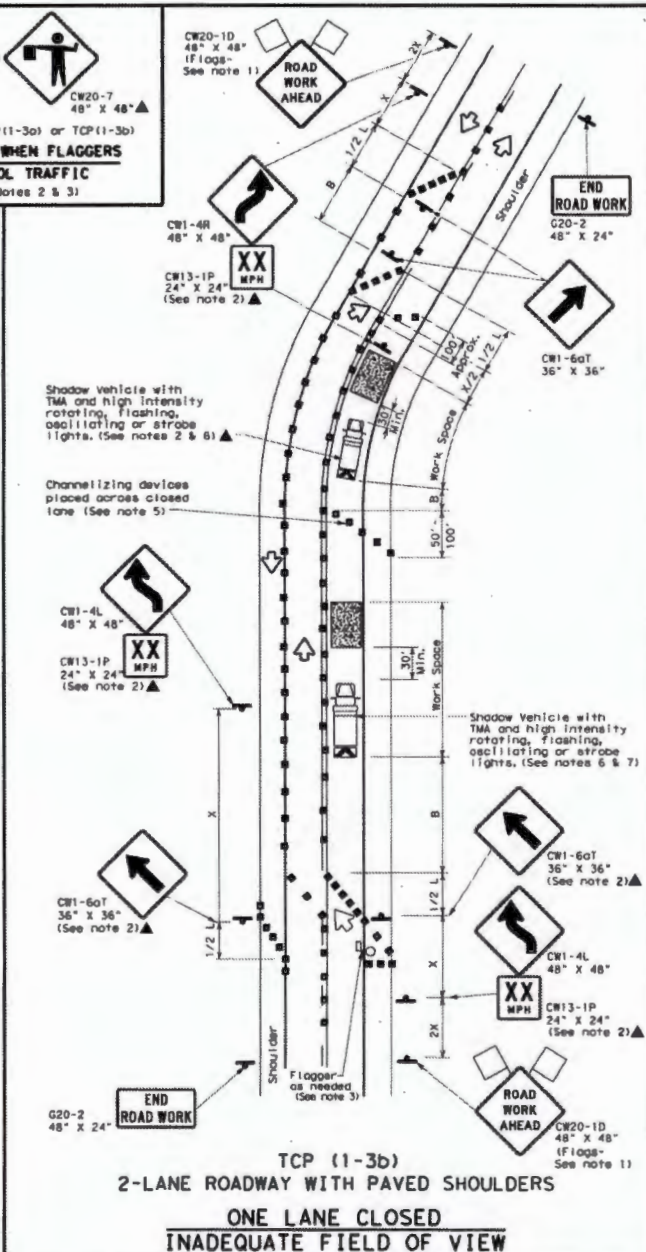 CW20-7
48" X 48"▲
(1-3a) or TCP(1-3b)
WHEN FLAGGERS
OL TRAFFIC
otes 2 & 3)
CW20-1D
48" X 48"
(Flags-
See note 1)
ROAD
WORK
AHEAD
2X
X
1/2 L
B
Shoulder
END
ROAD WORK
G20-2
48" X 24"
CW1-4R
48" X 48"
XX
MPH
CW13-1P
24" X 24"
(See note 2)▲
CW1-6aT
36" X 36"
100'
Approx.
1/2 L
X/2
30'
Min.
Work Space
B
50'-
100'
Shadow Vehicle with
TMA and high intensity
rotating, flashing,
oscillating or strobe
lights. (See notes 2 & 6)▲
Channelizing devices
placed across closed
lane (See note 5)
CW1-4L
48" X 48"
XX
MPH
CW13-1P
24" X 24"
(See note 2)▲
30'
Min.
Work Space
Shadow Vehicle with
TMA and high intensity
rotating, flashing,
oscillating or strobe
lights. (See notes 6 & 7)
X
B
CW1-6aT
36" X 36"
(See note 2)▲
1/2 L
CW1-6aT
36" X 36"
(See note 2)▲
1/2 L
X
CW1-4L
48" X 48"
XX
MPH
CW13-1P
24" X 24"
(See note 2)▲
2X
Shoulder
Flagger
as needed
(See note 3)
END
ROAD WORK
G20-2
48" X 24"
ROAD
WORK
AHEAD
CW20-1D
48" X 48"
(Flags-
See note 1)
TCP (1-3b)
2-LANE ROADWAY WITH PAVED SHOULDERS
ONE LANE CLOSED
INADEQUATE FIELD OF VIEW